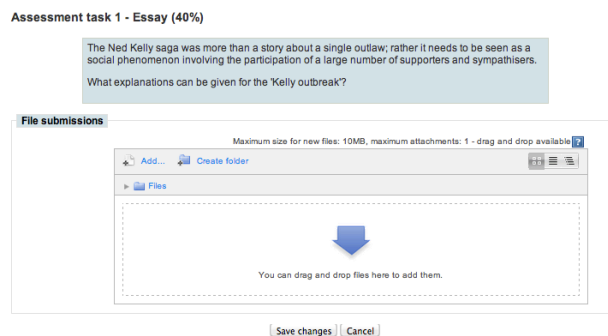 Assessment task 1 - Essay (40%)
The Ned Kelly saga was more than a story about a single outlaw; rather it needs to be seen as a
social phenomenon involving the participation of a large number of supporters and sympathisers.
What explanations can be given for the 'Kelly outbreak'?
File submissions
Maximum size for new files: 10MB, maximum attachments: 1 - drag and drop available ?
Add... Create folder
Files
You can drag and drop files here to add them.
Save changes Cancel